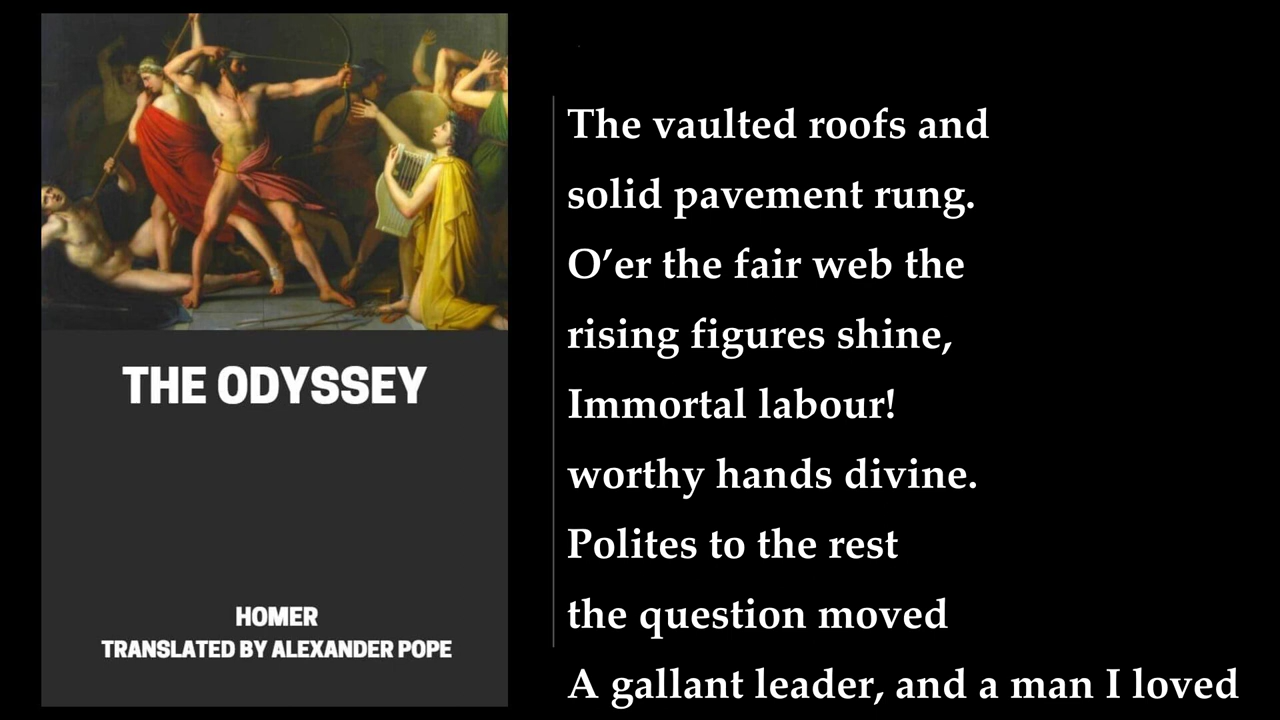 THE ODYSSEY
HOMER
TRANSLATED BY ALEXANDER POPE
The vaulted roofs and
solid pavement rung.
O’er the fair web the
rising figures shine,
Immortal labour!
worthy hands divine.
Polites to the rest
the question moved
A gallant leader, and a man I loved